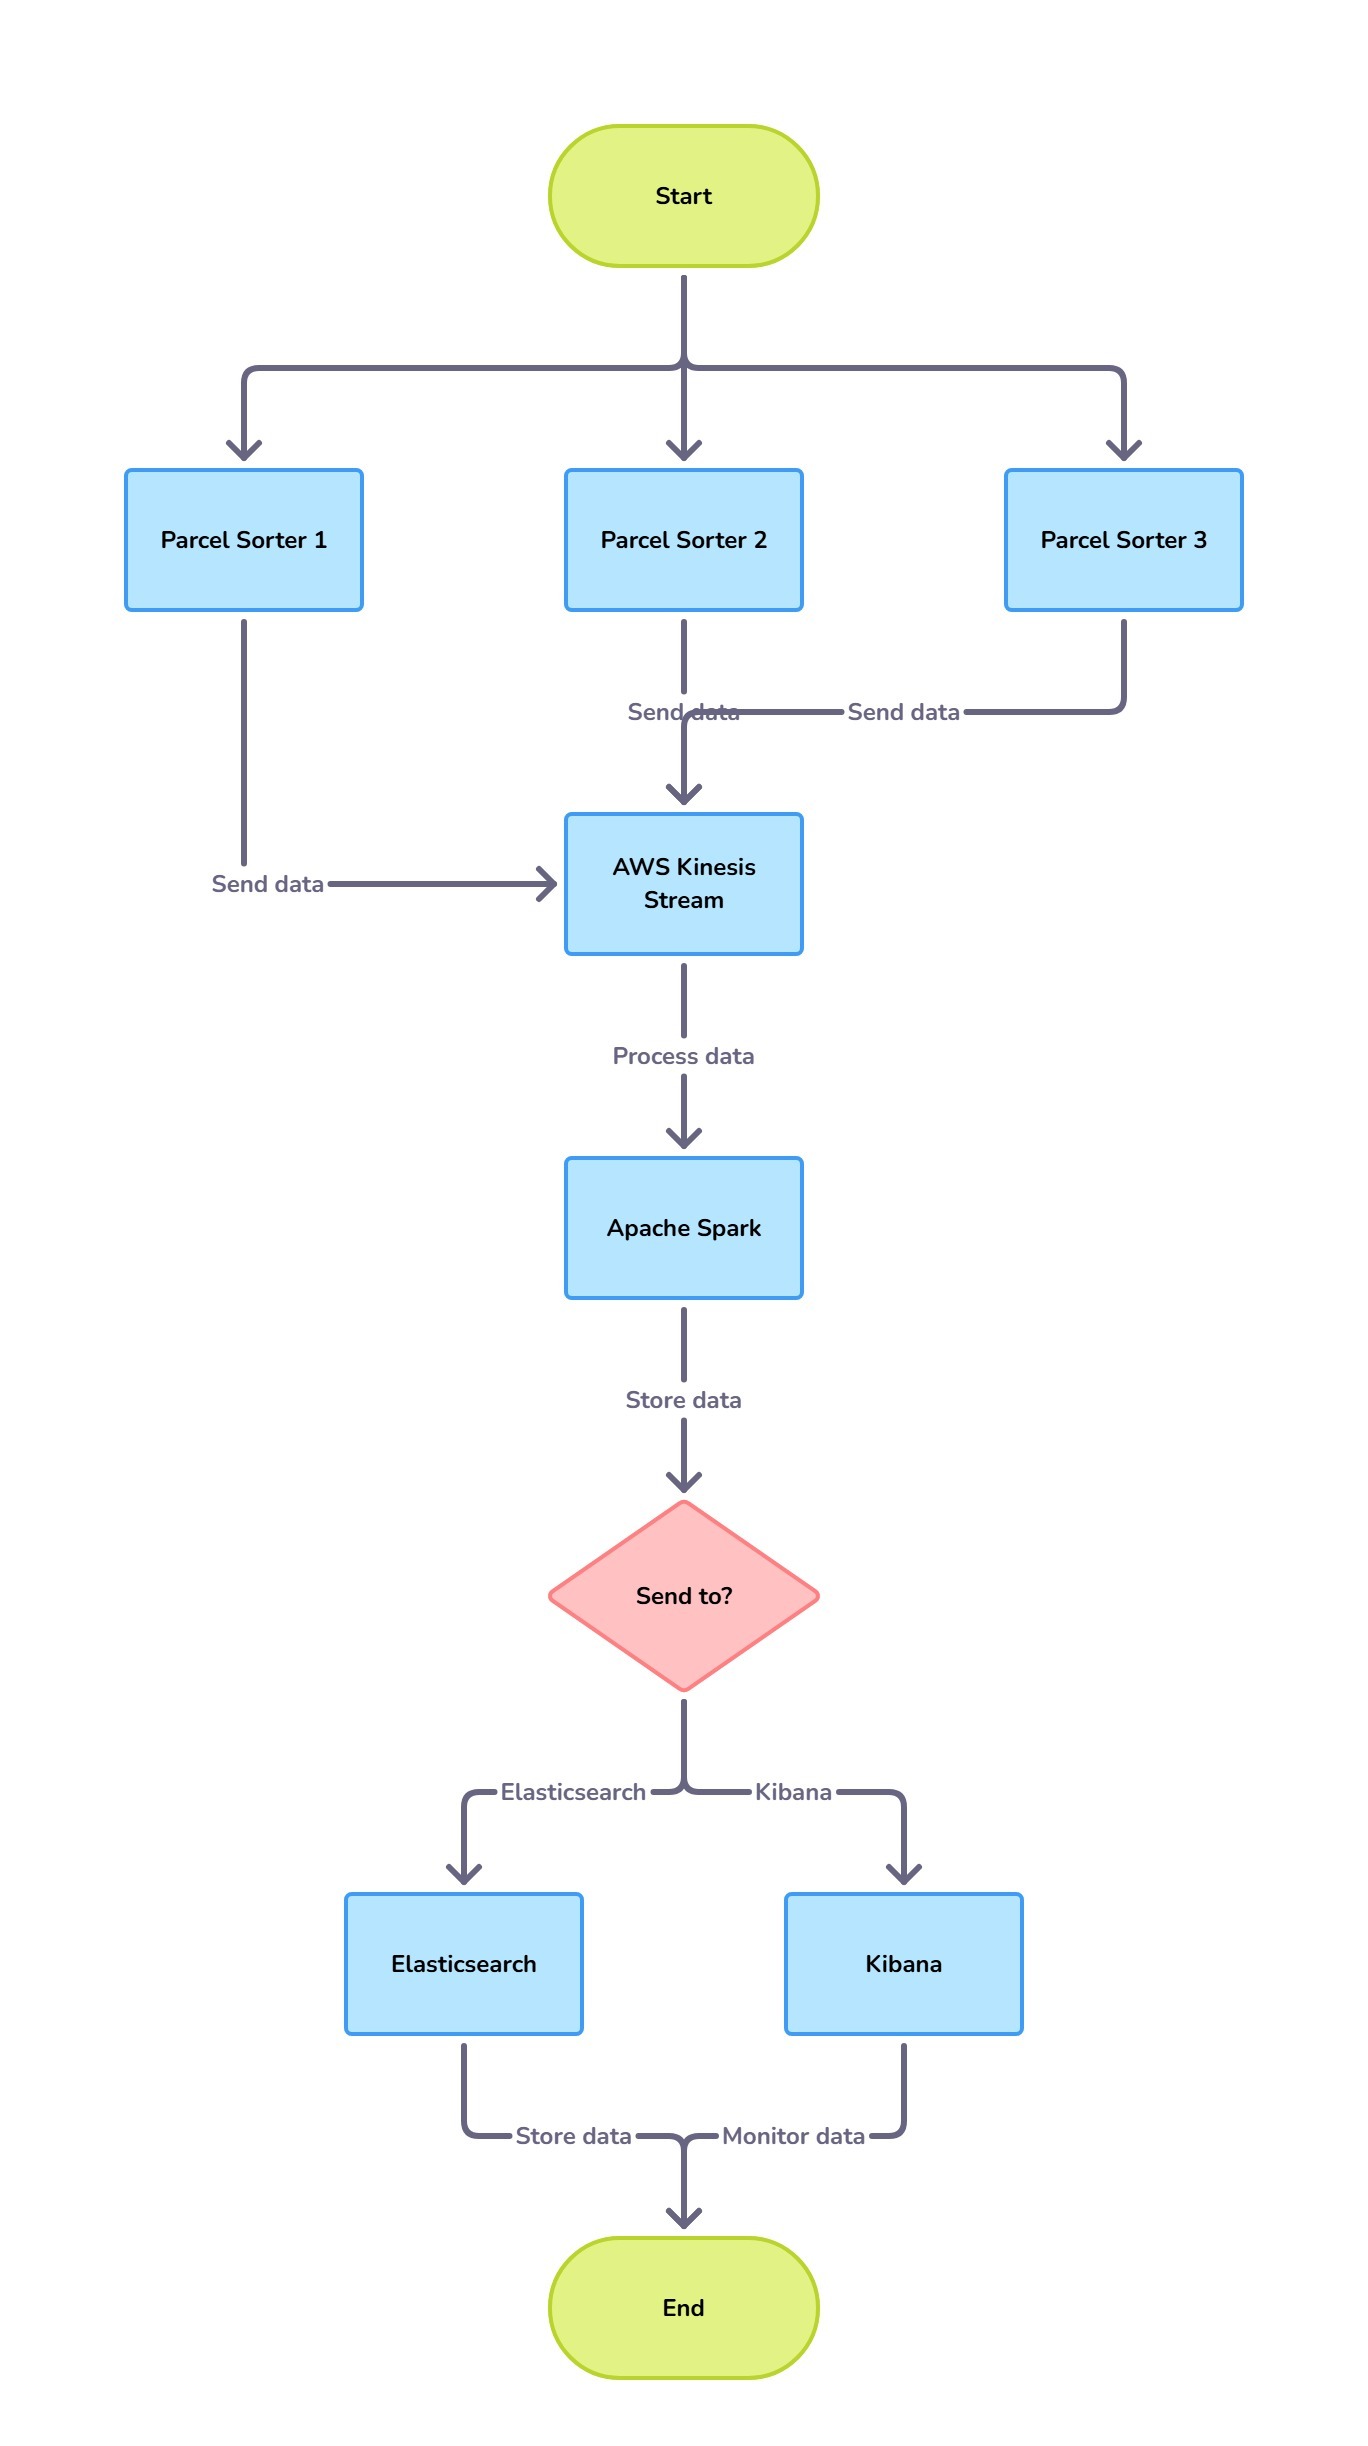 Start
Parcel Sorter 1
Parcel Sorter 2
Parcel Sorter 3
Send data
Send data
Send data
AWS Kinesis
Stream
Process data
Apache Spark
Store data
Send to?
Elasticsearch
Kibana
Elasticsearch
Kibana
Store data
Monitor data
End